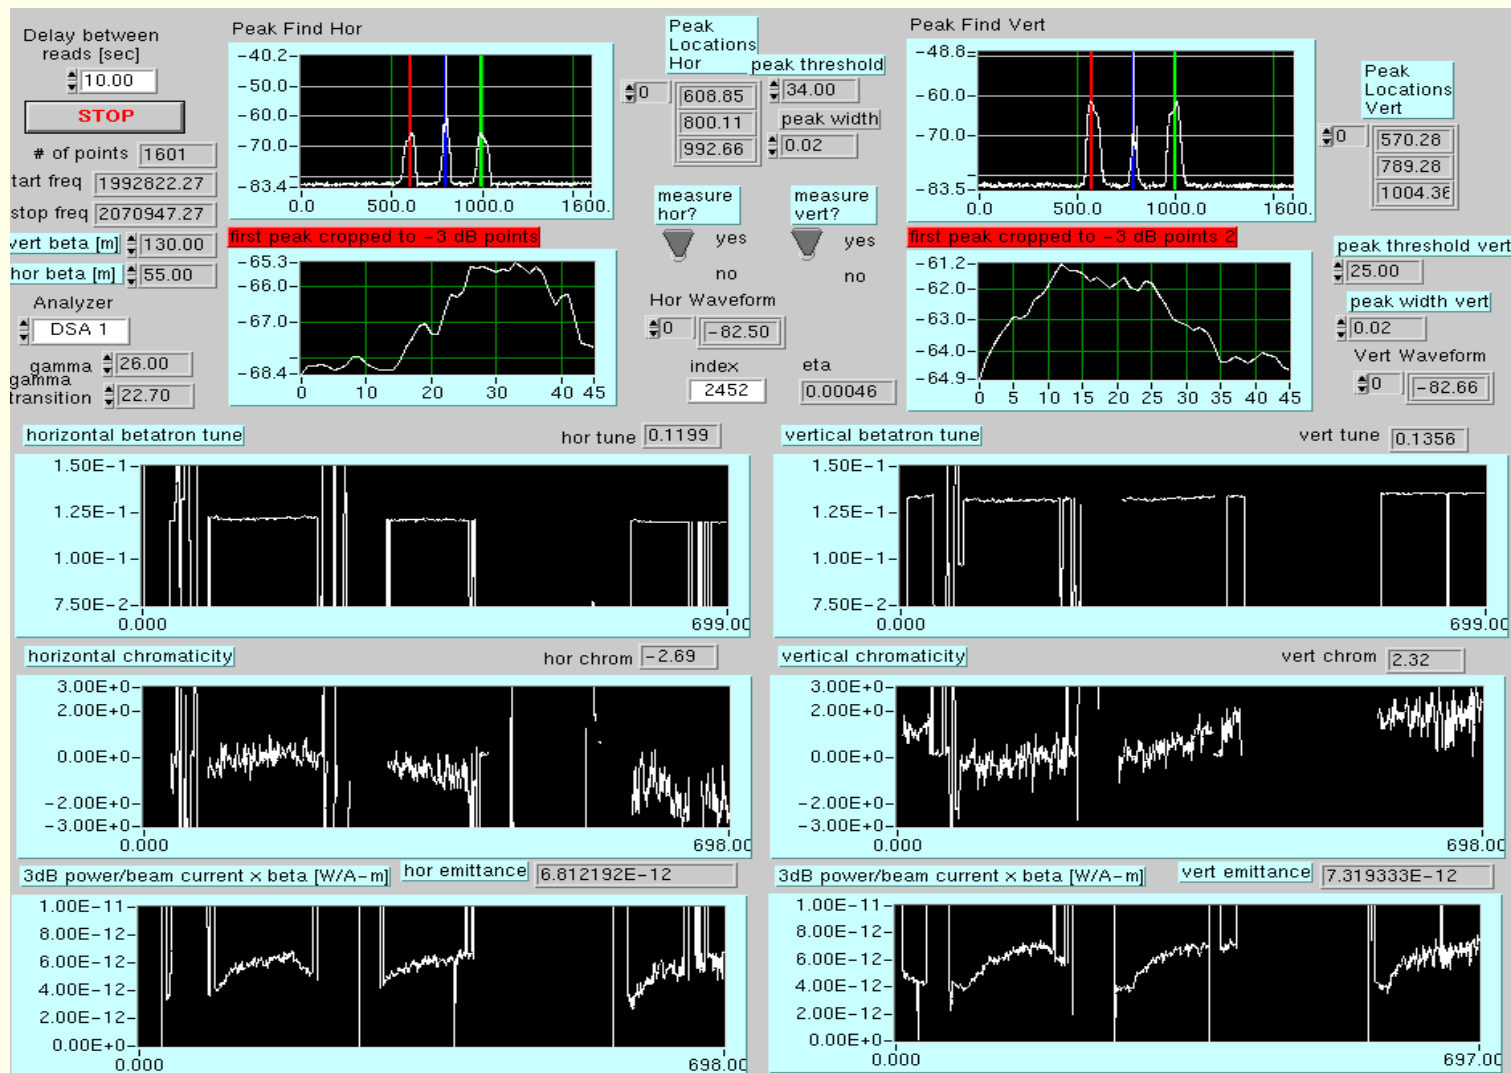 Delay between
reads [sec]
10.00
STOP
# of points 1601
tart freq 1992822.27
stop freq 2070947.27
vert beta [m] 130.00
hor beta [m] 55.00
Analyzer
DSA 1
gamma 26.00
gamma
transition 22.70
Peak Find Hor
-40.2-
-50.0-
-60.0-
-70.0-
-83.4-
0.0 500.0 1000.0 1600.
first peak cropped to -3 dB points
-65.3-
-66.0-
-67.0-
-68.4-
0 10 20 30 40 45
Peak
Locations
Hor
0
608.85
800.11
992.66
peak threshold
34.00
peak width
0.02
measure
hor?
yes
no
measure
vert?
yes
no
Hor Waveform
0 -82.50
index
2452
eta
0.00046
Peak Find Vert
-48.8=
-60.0-
-70.0-
-83.5-
0.0 500.0 1000.0 1600.
first peak cropped to -3 dB points 2
-61.2-
-62.0-
-63.0-
-64.0-
-64.9-
0 5 10 15 20 25 30 35 40 45
Peak
Locations
Vert
0
570.28
789.28
1004.36
peak threshold vert
25.00
peak width vert
0.02
Vert Waveform
0 -82.66
horizontal betatron tune
hor tune 0.1199
1.50E-1-
1.25E-1-
1.00E-1-
7.50E-2-
0.000 699.00
vertical betatron tune
vert tune 0.1356
1.50E-1-
1.25E-1-
1.00E-1-
7.50E-2-
0.000 699.00
horizontal chromaticity
hor chrom -2.69
3.00E+0-
2.00E+0-
0.00E+0-
-2.00E+0-
-3.00E+0-
0.000 698.00
vertical chromaticity
vert chrom 2.32
3.00E+0-
2.00E+0-
0.00E+0-
-2.00E+0-
-3.00E+0-
0.000 698.00
3dB power/beam current x beta [W/A-m]
hor emittance 6.812192E-12
1.00E-11-
8.00E-12-
6.00E-12-
4.00E-12-
2.00E-12-
0.00E+0-
0.000 698.00
3dB power/beam current x beta [W/A-m]
vert emittance 7.319333E-12
1.00E-11-
8.00E-12-
6.00E-12-
4.00E-12-
2.00E-12-
0.00E+0-
0.000 697.00